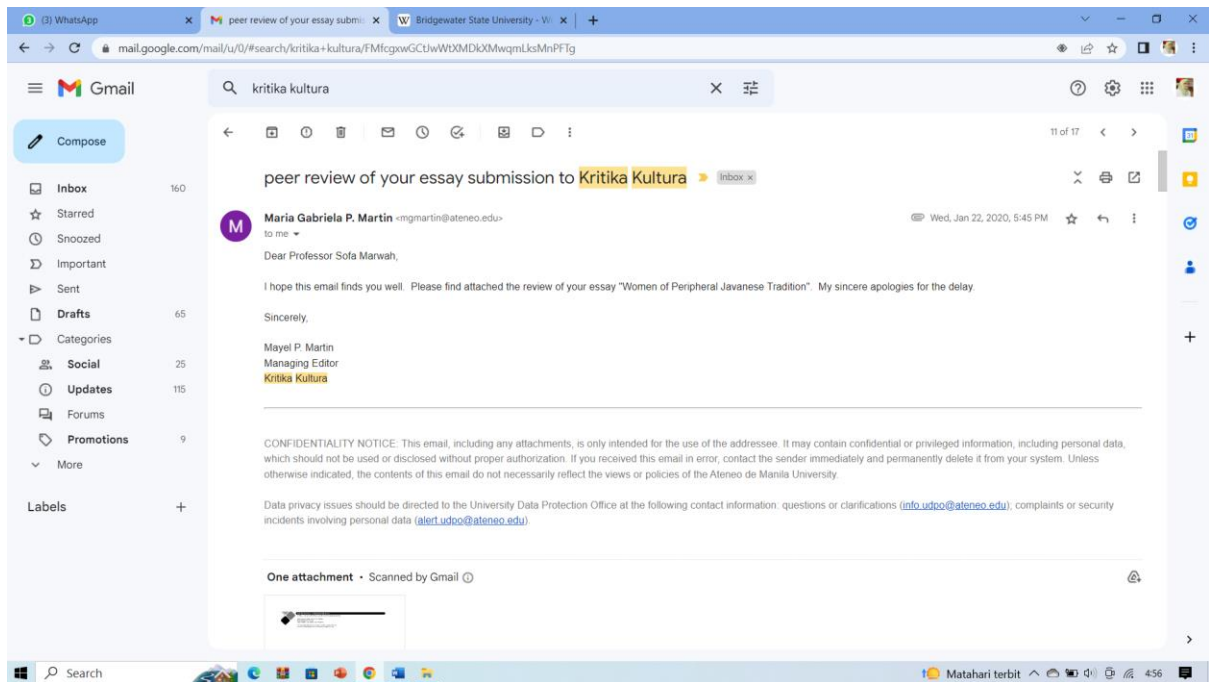 (3) WhatsApp
peer review of your essay submis
Bridgewater State University - Wi
mail.google.com/mail/u/0/#search/kritika+kultura/FMfcgxwGCtJwWtXMDkXMwqmLksMnPFTg
Gmail
kritika kultura
Compose
11 of 17
peer review of your essay submission to Kritika Kultura
Inbox x
Inbox 160
Starred
Snoozed
Important
Sent
Drafts 65
Categories
Social 25
Updates 115
Forums
Promotions 9
More
Labels
Maria Gabriela P. Martin <mgmartin@ateneo.edu>
Wed, Jan 22, 2020, 5:45 PM
to me
Dear Professor Sofa Marwah,
I hope this email finds you well. Please find attached the review of your essay "Women of Peripheral Javanese Tradition". My sincere apologies for the delay.
Sincerely,
Mayel P. Martin
Managing Editor
Kritika Kultura
CONFIDENTIALITY NOTICE: This email, including any attachments, is only intended for the use of the addressee. It may contain confidential or privileged information, including personal data,
which should not be used or disclosed without proper authorization. If you received this email in error, contact the sender immediately and permanently delete it from your system. Unless
otherwise indicated, the contents of this email do not necessarily reflect the views or policies of the Ateneo de Manila University.
Data privacy issues should be directed to the University Data Protection Office at the following contact information: questions or clarifications (info.udpo@ateneo.edu); complaints or security
incidents involving personal data (alert.udpo@ateneo.edu).
One attachment • Scanned by Gmail
Search
Matahari terbit
4:56